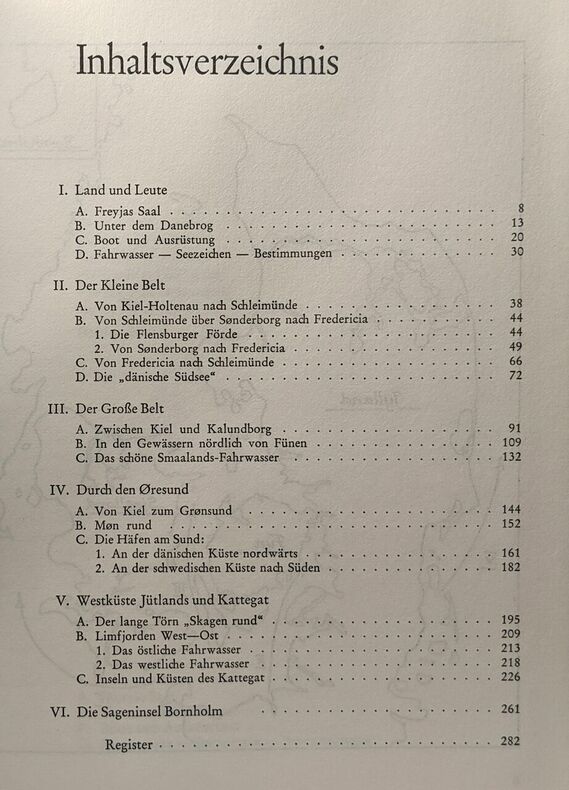 Inhaltsverzeichnis
I. Land und Leute
A. Freyjas Saal . . . . . . . . . . . . . . . . . . . . . . . . 8
B. Unter dem Danebrog . . . . . . . . . . . . . . . . . . . . 13
C. Boot und Ausrüstung . . . . . . . . . . . . . . . . . . . . 20
D. Fahrwasser — Seezeichen — Bestimmungen . . . . . . . . . . . 30
II. Der Kleine Belt
A. Von Kiel-Holtenau nach Schleimünde . . . . . . . . . . . . . 38
B. Von Schleimünde über Sønderborg nach Fredericia . . . . . . . . 44
1. Die Flensburger Förde . . . . . . . . . . . . . . . . . . 44
2. Von Sønderborg nach Fredericia . . . . . . . . . . . . . . 49
C. Von Fredericia nach Schleimünde . . . . . . . . . . . . . . . 66
D. Die „dänische Südsee“ . . . . . . . . . . . . . . . . . . . 72
III. Der Große Belt
A. Zwischen Kiel und Kalundborg . . . . . . . . . . . . . . . . 91
B. In den Gewässern nördlich von Fünen . . . . . . . . . . . . . 109
C. Das schöne Smaalands-Fahrwasser . . . . . . . . . . . . . . 132
IV. Durch den Øresund
A. Von Kiel zum Grønsund . . . . . . . . . . . . . . . . . . 144
B. Møn rund . . . . . . . . . . . . . . . . . . . . . . . 152
C. Die Häfen am Sund:
1. An der dänischen Küste nordwärts . . . . . . . . . . . . . 161
2. An der schwedischen Küste nach Süden . . . . . . . . . . . . 182
V. Westküste Jütlands und Kattegat
A. Der lange Törn „Skagen rund“ . . . . . . . . . . . . . . . . 195
B. Limfjorden West—Ost . . . . . . . . . . . . . . . . . . . 209
1. Das östliche Fahrwasser . . . . . . . . . . . . . . . . . 213
2. Das westliche Fahrwasser . . . . . . . . . . . . . . . . . 218
C. Inseln und Küsten des Kattegat . . . . . . . . . . . . . . . 226
VI. Die Sageninsel Bornholm . . . . . . . . . . . . . . . . 261
Register . . . . . . . . . . . . . . . . . . . . . . . 282